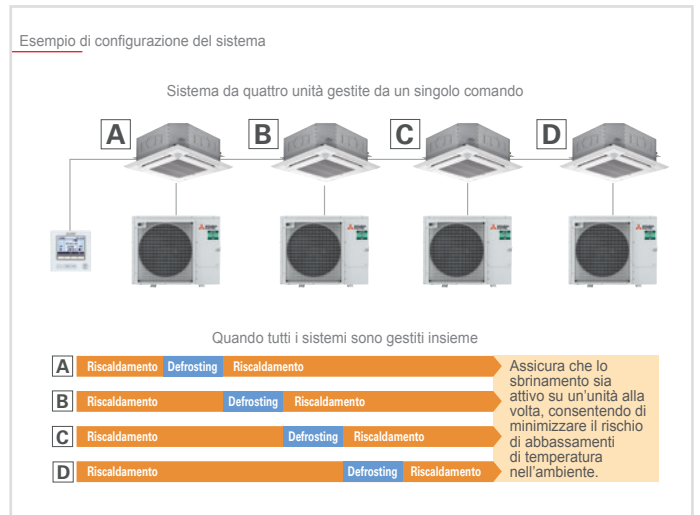 Esempio di configurazione del sistema
Sistema da quattro unità gestite da un singolo comando
A B C D
Quando tutti i sistemi sono gestiti insieme
A Riscaldamento Defrosting Riscaldamento
B Riscaldamento Defrosting Riscaldamento
C Riscaldamento Defrosting Riscaldamento
D Riscaldamento Defrosting Riscaldamento
Assicura che lo
sbrinamento sia
attivo su un'unità alla
volta, consentendo di
minimizzare il rischio
di abbassamenti
di temperatura
nell'ambiente.